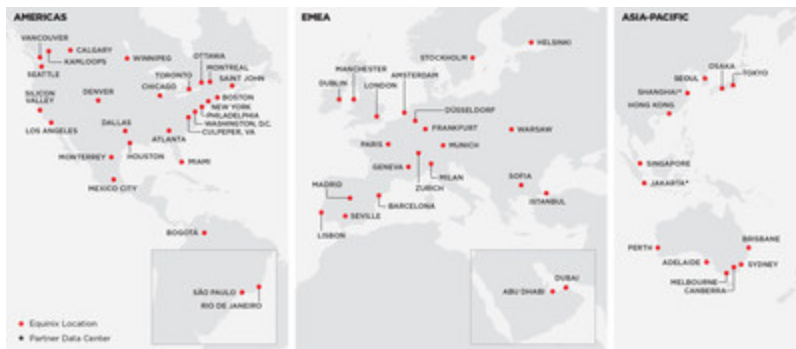 AMERICAS
VANCOUVER
CALGARY
KAMLOOPS
SEATTLE
WINNIPEG
OTTAWA
MONTREAL
TORONTO
SAINT JOHN
CHICAGO
SILICON
VALLEY
DENVER
BOSTON
NEW YORK
PHILADELPHIA
WASHINGTON, D.C.
CULPEPER, VA
LOS ANGELES
DALLAS
ATLANTA
MONTERREY
HOUSTON
MIAMI
MEXICO CITY
BOGOTÁ
SÃO PAULO
RIO DE JANEIRO
Equinix Location
Partner Data Center
EMEA
HELSINKI
STOCKHOLM
MANCHESTER
DUBLIN
AMSTERDAM
LONDON
DÜSSELDORF
FRANKFURT
WARSAW
PARIS
MUNICH
GENEVA
MILAN
ZURICH
SOFIA
MADRID
BARCELONA
ISTANBUL
SEVILLE
LISBON
DUBAI
ABU DHABI
ASIA-PACIFIC
OSAKA
SEOUL
TOKYO
SHANGHAI*
HONG KONG
SINGAPORE
JAKARTA*
BRISBANE
PERTH
ADELAIDE
SYDNEY
MELBOURNE
CANBERRA